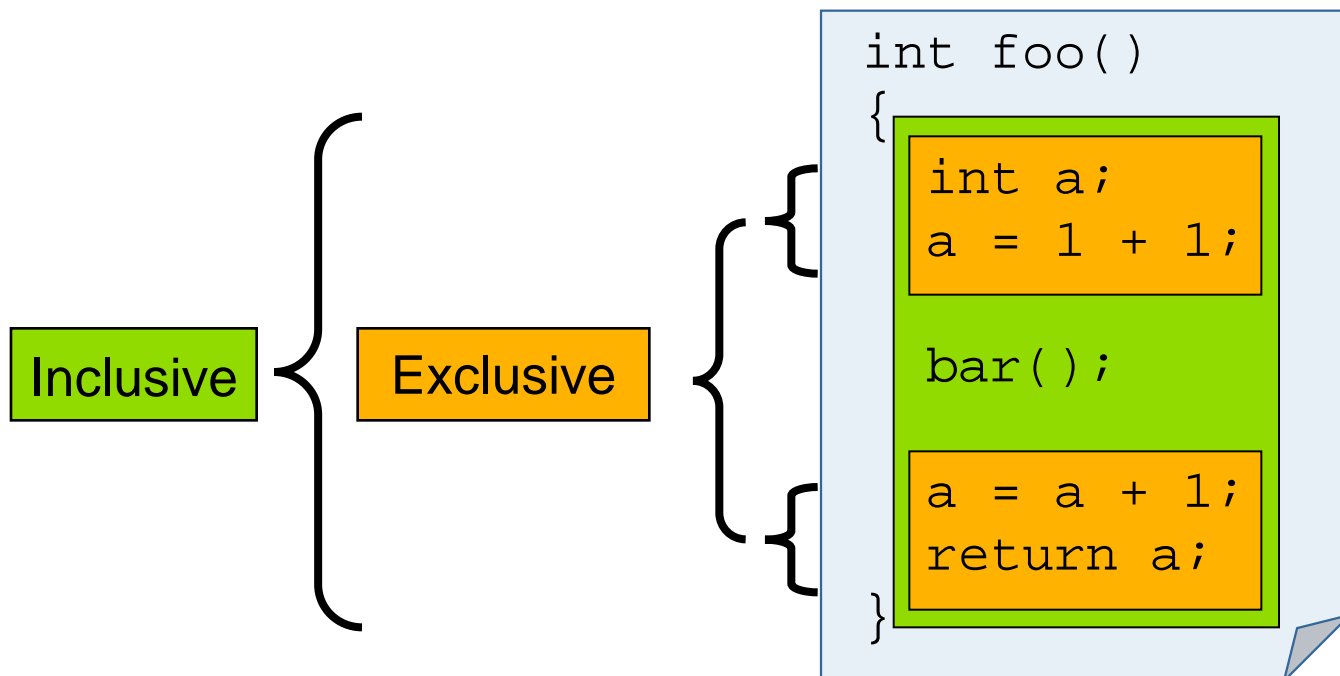 int foo()
{
int a;
a = 1 + 1;
Inclusive
Exclusive
bar();
a = a + 1;
return a;
}